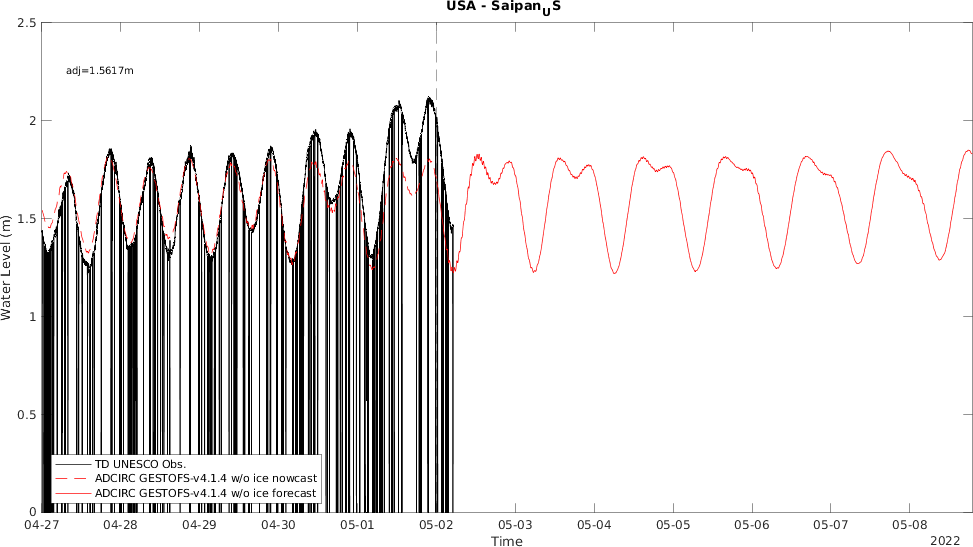 USA - Saipan_US
2.5
adj=1.5617m
2
1.5
Water Level (m)
1
0.5
TD UNESCO Obs.
ADCIRC GESTOFS-v4.1.4 w/o ice nowcast
ADCIRC GESTOFS-v4.1.4 w/o ice forecast
0
04-27 04-28 04-29 04-30 05-01 05-02 05-03 05-04 05-05 05-06 05-07 05-08
Time
2022